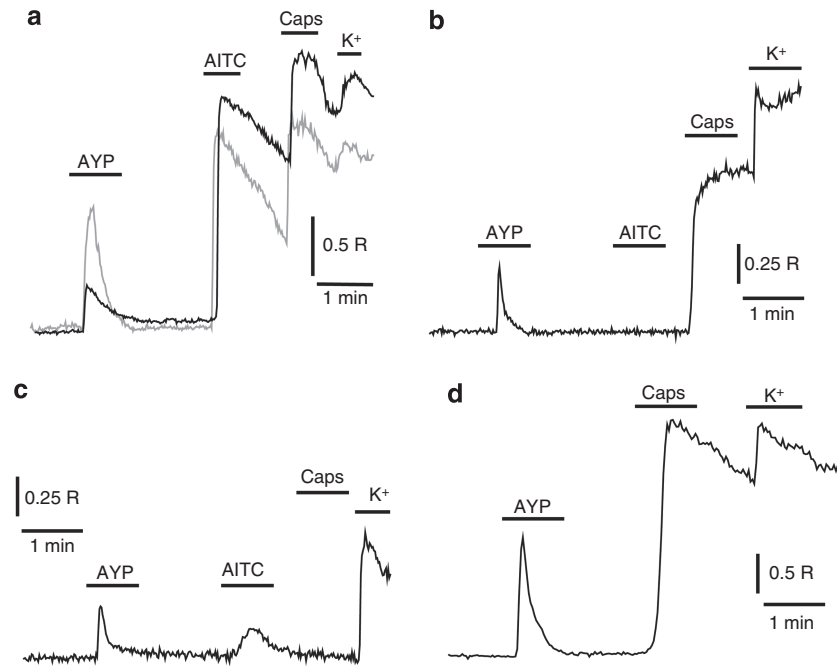 a
AYP
AITC
Caps
K+
0.5 R
1 min
b
AYP
AITC
Caps
K+
0.25 R
1 min
c
0.25 R
1 min
AYP
AITC
Caps
K+
d
AYP
Caps
K+
0.5 R
1 min